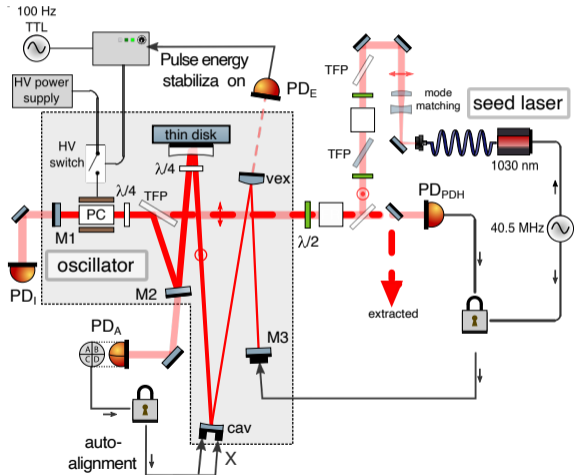 100 Hz
TTL
HV power
supply
HV
switch
Pulse energy
stabiliza on
PD_E
TFP
mode
matching
TFP
seed laser
1030 nm
thin disk
λ/4
vex
PD_PDH
λ/4
TFP
PC
M1
λ/2
40.5 MHz
oscillator
PD_I
M2
extracted
M3
PD_A
A B
C D
cav
X
auto-
alignment